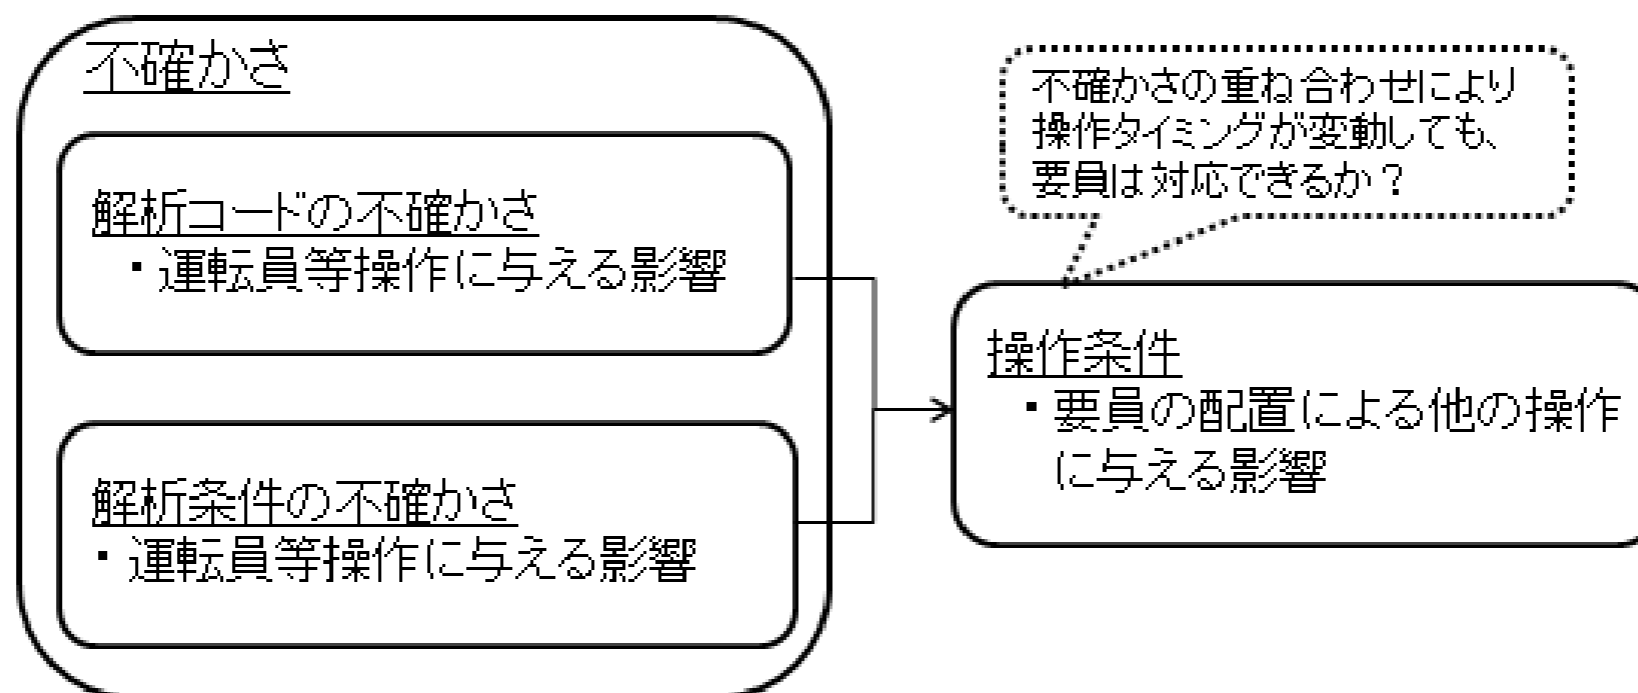 不確かさ
解析コードの不確かさ
・運転員等操作に与える影響
解析条件の不確かさ
・運転員等操作に与える影響
不確かさの重ね合わせにより
操作タイミングが変動しても、
要員は対応できるか？
操作条件
・要員の配置による他の操作
に与える影響